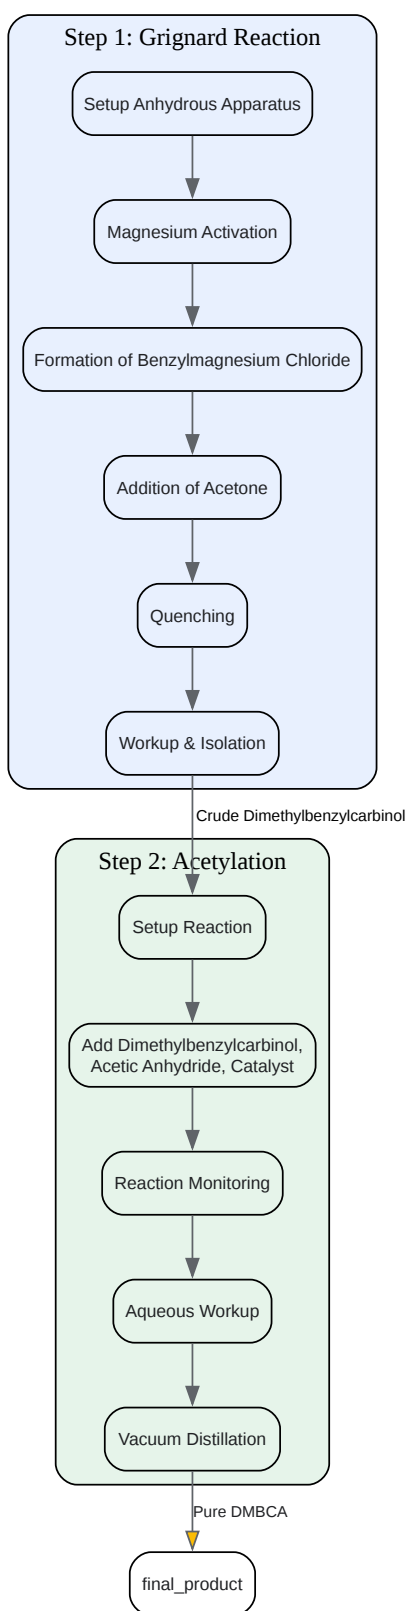 Step 1: Grignard Reaction
Setup Anhydrous Apparatus
Magnesium Activation
Formation of Benzylmagnesium Chloride
Addition of Acetone
Quenching
Workup & Isolation
Crude Dimethylbenzylcarbinol
Step 2: Acetylation
Setup Reaction
Add Dimethylbenzylcarbinol,
Acetic Anhydride, Catalyst
Reaction Monitoring
Aqueous Workup
Vacuum Distillation
Pure DMBCA
final_product